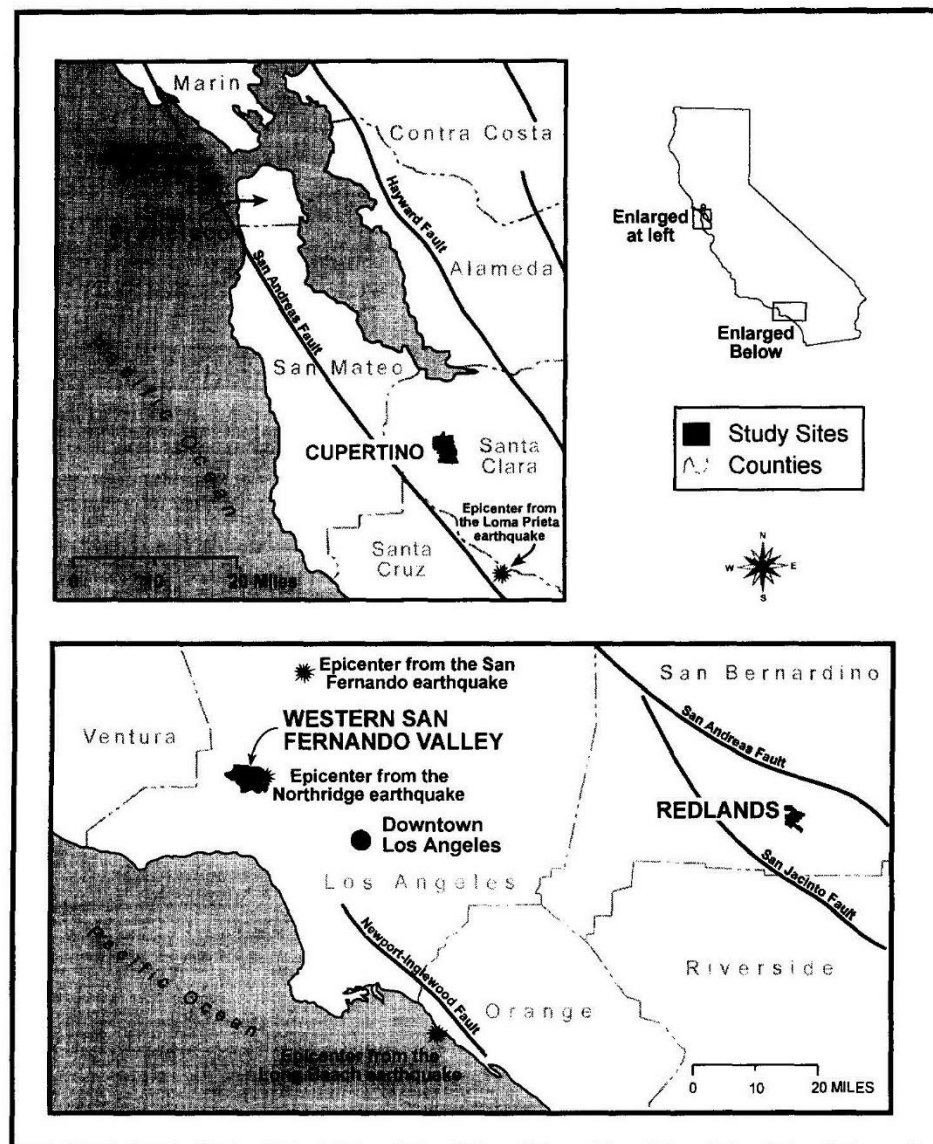 Marin
Contra Costa
Hayward Fault
Alameda
San Andreas Fault
San Mateo
Pacific Ocean
CUPERTINO
Santa
Clara
Epicenter from
the Loma Prieta
earthquake
Santa
Cruz
0 10 20 Miles
Enlarged
at left
Enlarged
Below
Study Sites
Counties
N
W E
S
Epicenter from the San
Fernando earthquake
San Bernardino
Ventura
WESTERN SAN
FERNANDO VALLEY
San Andreas Fault
Epicenter from the
Northridge earthquake
REDLANDS
Downtown
Los Angeles
Los Angeles
San Jacinto Fault
Newport-Inglewood Fault
Pacific Ocean
Riverside
Orange
Epicenter from the
Long Beach earthquake
0 10 20 MILES